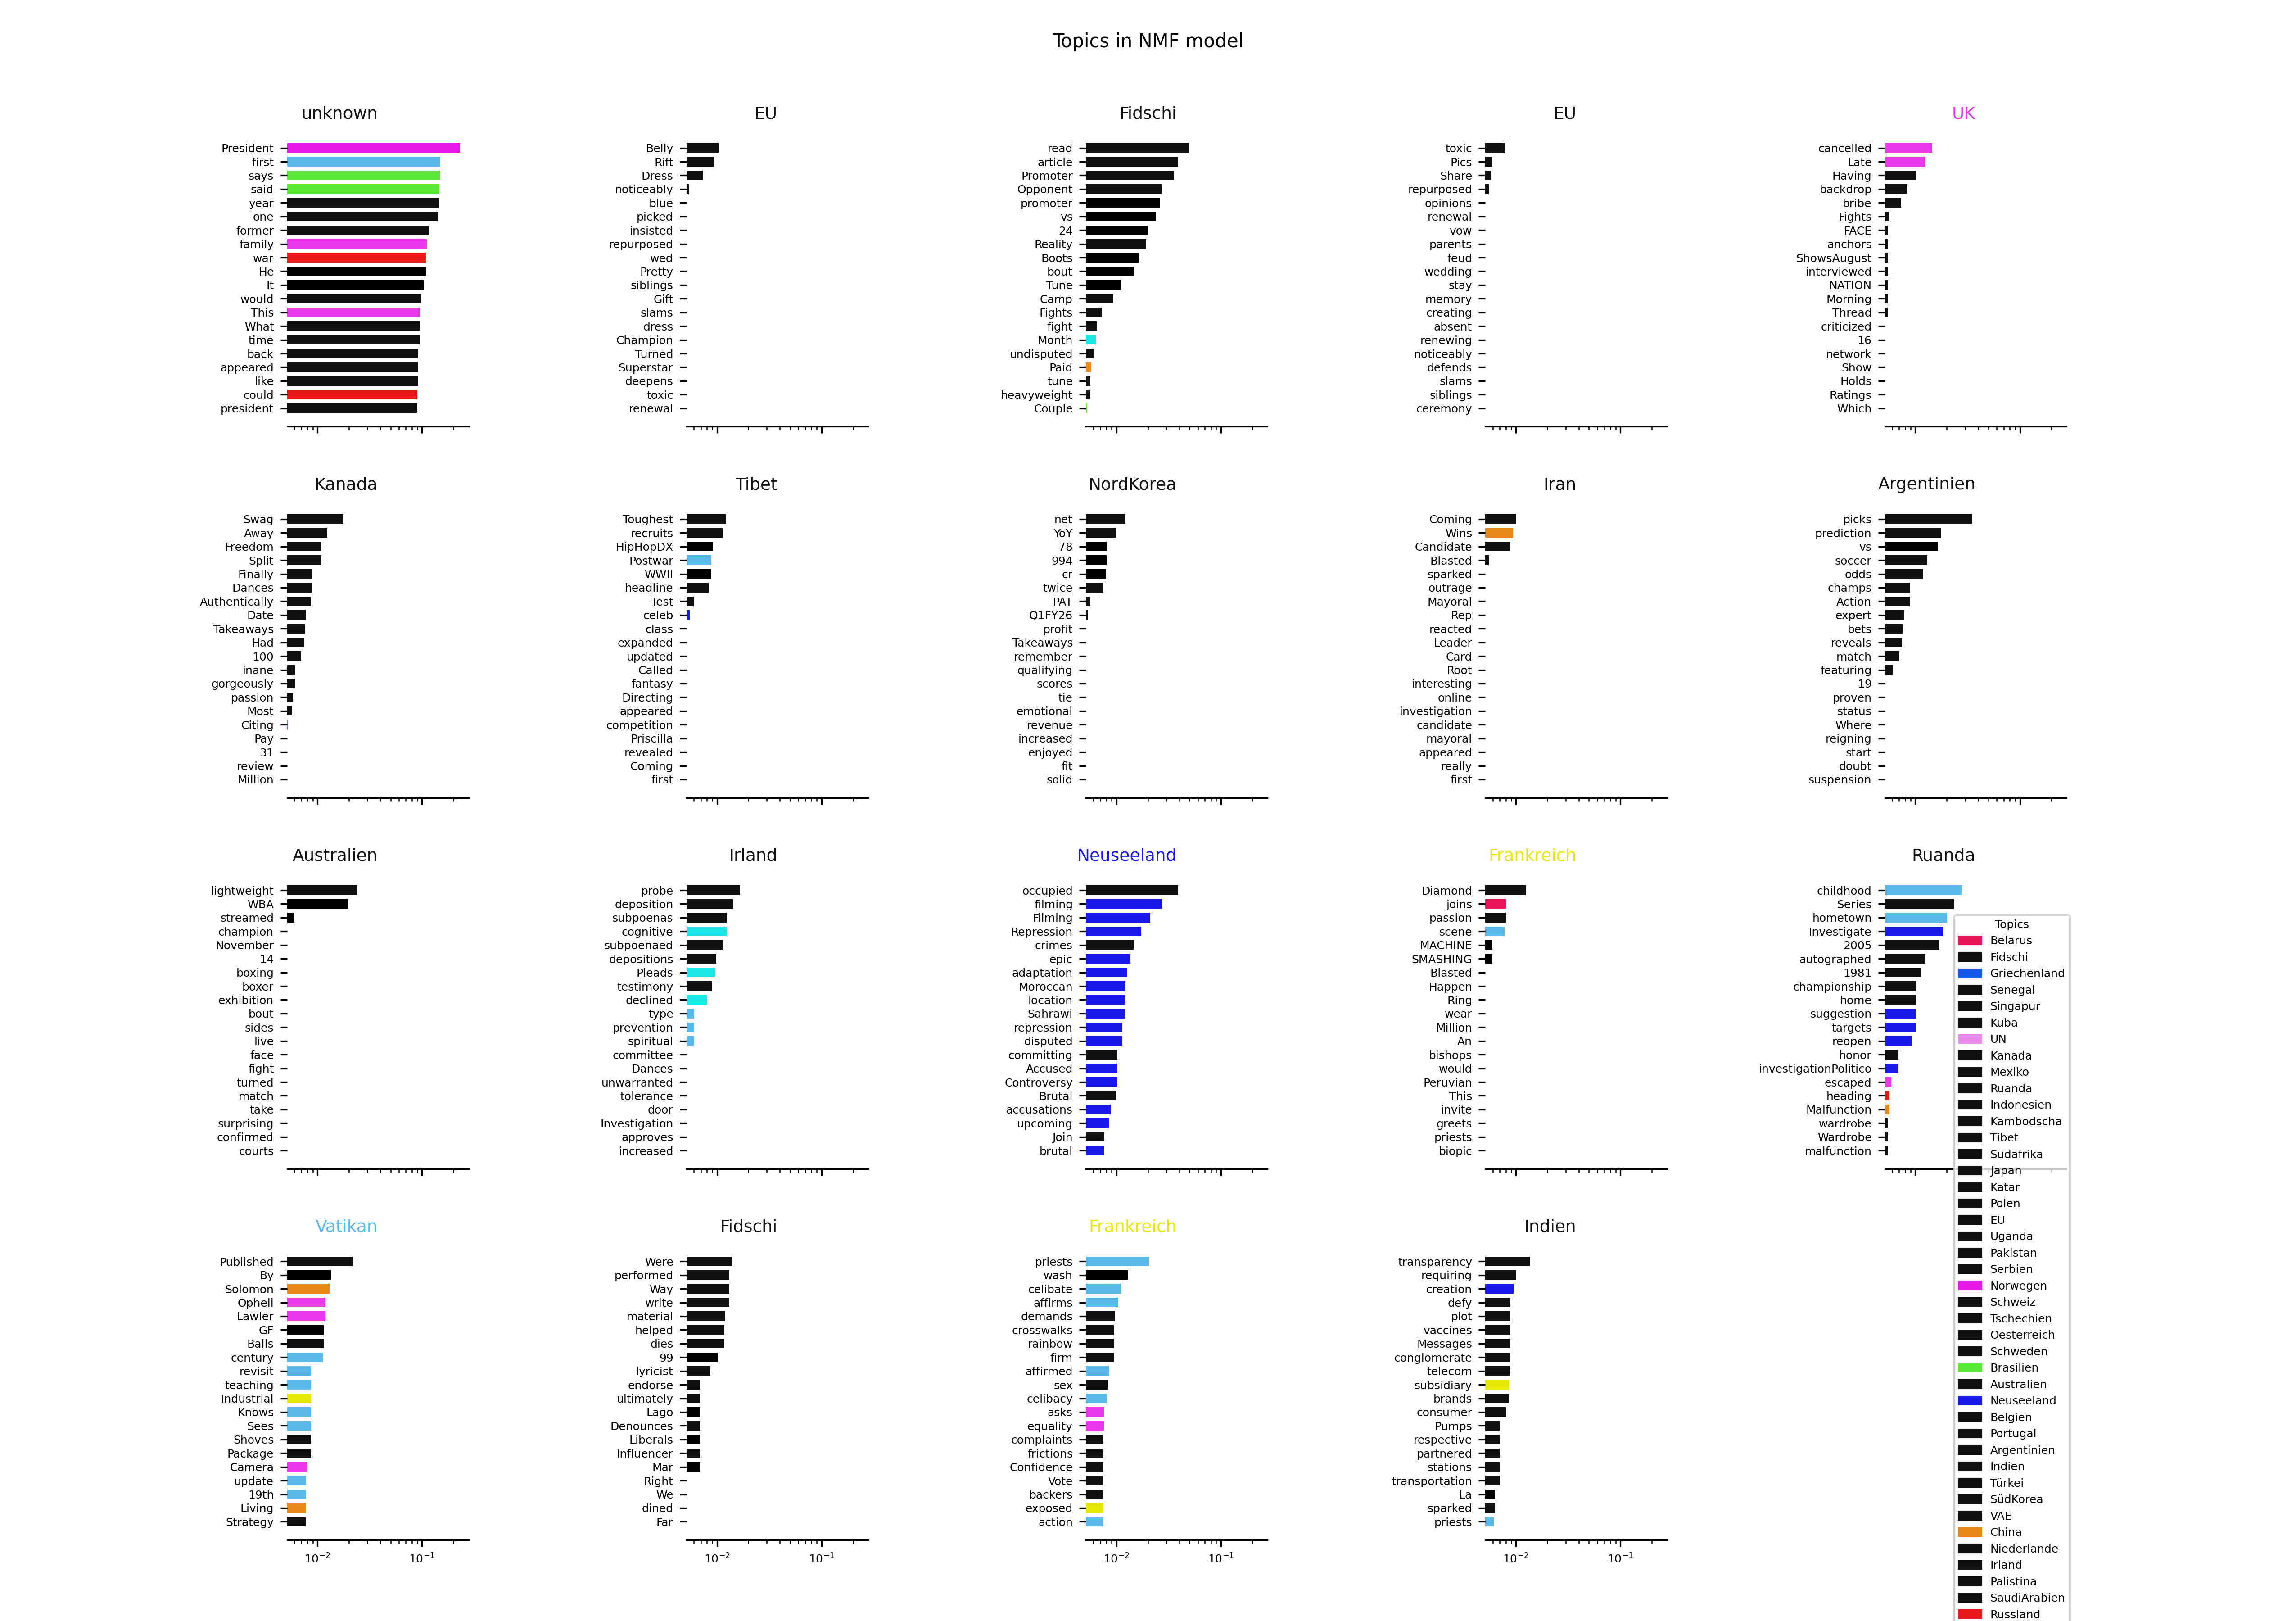 Topics in NMF model
unknown
President
first
says
said
year
one
former
family
war
He
It
would
This
What
time
back
appeared
like
could
president
EU
Belly
Rift
Dress
noticeably
blue
picked
insisted
repurposed
wed
Pretty
siblings
Gift
slams
dress
Champion
Turned
Superstar
deepens
toxic
renewal
Fidschi
read
article
Promoter
Opponent
promoter
vs
24
Reality
Boots
bout
Tune
Camp
Fights
fight
Month
undisputed
Paid
tune
heavyweight
Couple
EU
toxic
Pics
Share
repurposed
opinions
renewal
vow
parents
feud
wedding
stay
memory
creating
absent
renewing
noticeably
defends
slams
siblings
ceremony
UK
cancelled
Late
Having
backdrop
bribe
Fights
FACE
anchors
ShowsAugust
interviewed
NATION
Morning
Thread
criticized
16
network
Show
Holds
Ratings
Which
Kanada
Swag
Away
Freedom
Split
Finally
Dances
Authentically
Date
Takeaways
Had
100
inane
gorgeously
passion
Most
Citing
Pay
31
review
Million
Tibet
Toughest
recruits
HipHopDX
Postwar
WWII
headline
Test
celeb
class
expanded
updated
Called
fantasy
Directing
appeared
competition
Priscilla
revealed
Coming
first
NordKorea
net
YoY
78
994
cr
twice
PAT
Q1FY26
profit
Takeaways
remember
qualifying
scores
tie
emotional
revenue
increased
enjoyed
fit
solid
Iran
Coming
Wins
Candidate
Blasted
sparked
outrage
Mayoral
Rep
reacted
Leader
Card
Root
interesting
online
investigation
candidate
mayoral
appeared
really
first
Argentinien
picks
prediction
vs
soccer
odds
champs
Action
expert
bets
reveals
match
featuring
19
proven
status
Where
reigning
start
doubt
suspension
Australien
lightweight
WBA
streamed
champion
November
14
boxing
boxer
exhibition
bout
sides
live
face
fight
turned
match
take
surprising
confirmed
courts
Irland
probe
deposition
subpoenas
cognitive
subpoenaed
depositions
Pleads
testimony
declined
type
prevention
spiritual
committee
Dances
unwarranted
tolerance
door
Investigation
approves
increased
Neuseeland
occupied
filming
Filming
Repression
crimes
epic
adaptation
Moroccan
location
Sahrawi
repression
disputed
committing
Accused
Controversy
Brutal
accusations
upcoming
Join
brutal
Frankreich
Diamond
joins
passion
scene
MACHINE
SMASHING
Blasted
Happen
Ring
wear
Million
An
bishops
would
Peruvian
This
invite
greets
priests
biopic
Ruanda
childhood
Series
hometown
Investigate
2005
autographed
1981
championship
home
suggestion
targets
reopen
honor
investigationPolitico
escaped
heading
Malfunction
wardrobe
Wardrobe
malfunction
Vatikan
Published
By
Solomon
Opheli
Lawler
GF
Balls
century
revisit
teaching
Industrial
Knows
Sees
Shoves
Package
Camera
update
19th
Living
Strategy
10⁻² 10⁻¹
Fidschi
Were
performed
Way
write
material
helped
dies
99
lyricist
endorse
ultimately
Lago
Denounces
Liberals
Influencer
Mar
Right
We
dined
Far
10⁻² 10⁻¹
Frankreich
priests
wash
celibate
affirms
demands
crosswalks
rainbow
firm
affirmed
sex
celibacy
asks
equality
complaints
frictions
Confidence
Vote
backers
exposed
action
10⁻² 10⁻¹
Indien
transparency
requiring
creation
defy
plot
vaccines
Messages
conglomerate
telecom
subsidiary
brands
consumer
Pumps
respective
partnered
stations
transportation
La
sparked
priests
10⁻² 10⁻¹
Topics
Belarus
Fidschi
Griechenland
Senegal
Singapur
Kuba
UN
Kanada
Mexiko
Ruanda
Indonesien
Kambodscha
Tibet
Südafrika
Japan
Katar
Polen
EU
Uganda
Pakistan
Serbien
Norwegen
Schweiz
Tschechien
Oesterreich
Schweden
Brasilien
Australien
Neuseeland
Belgien
Portugal
Argentinien
Indien
Türkei
SüdKorea
VAE
China
Niederlande
Irland
Palistina
SaudiArabien
Russland